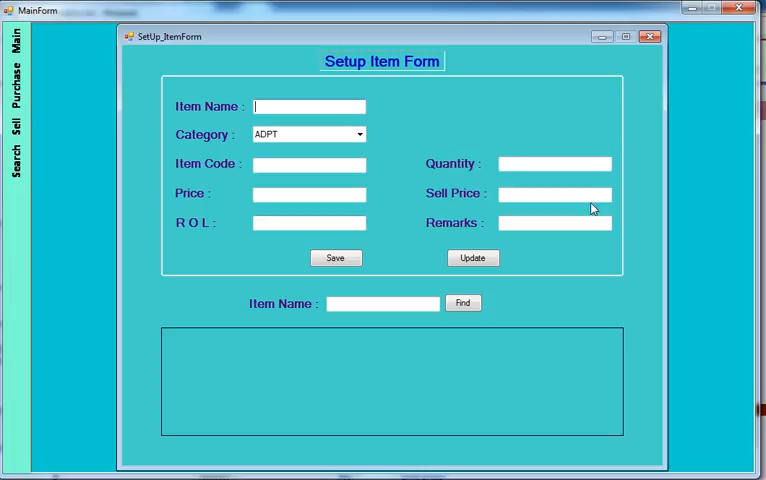 MainForm
Main
Purchase
Sell
Search
SetUp_ItemForm
Setup Item Form
Item Name :
Category : ADPT
Item Code : Quantity :
Price : Sell Price :
R O L : Remarks :
Save Update
Item Name : Find